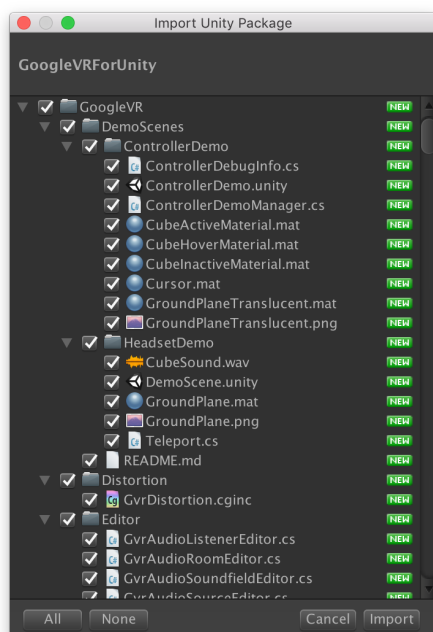 Import Unity Package
GoogleVRForUnity
GoogleVR NEW
DemoScenes NEW
ControllerDemo NEW
C# ControllerDebugInfo.cs NEW
ControllerDemo.unity NEW
C# ControllerDemoManager.cs NEW
CubeActiveMaterial.mat NEW
CubeHoverMaterial.mat NEW
CubeInactiveMaterial.mat NEW
Cursor.mat NEW
GroundPlaneTranslucent.mat NEW
GroundPlaneTranslucent.png NEW
HeadsetDemo NEW
CubeSound.wav NEW
DemoScene.unity NEW
GroundPlane.mat NEW
GroundPlane.png NEW
C# Teleport.cs NEW
README.md NEW
Distortion NEW
Cg GvrDistortion.cginc NEW
Editor NEW
C# GvrAudioListenerEditor.cs NEW
C# GvrAudioRoomEditor.cs NEW
C# GvrAudioSoundfieldEditor.cs NEW
C# GvrAudioSourceEditor.cs NEW
All None Cancel Import